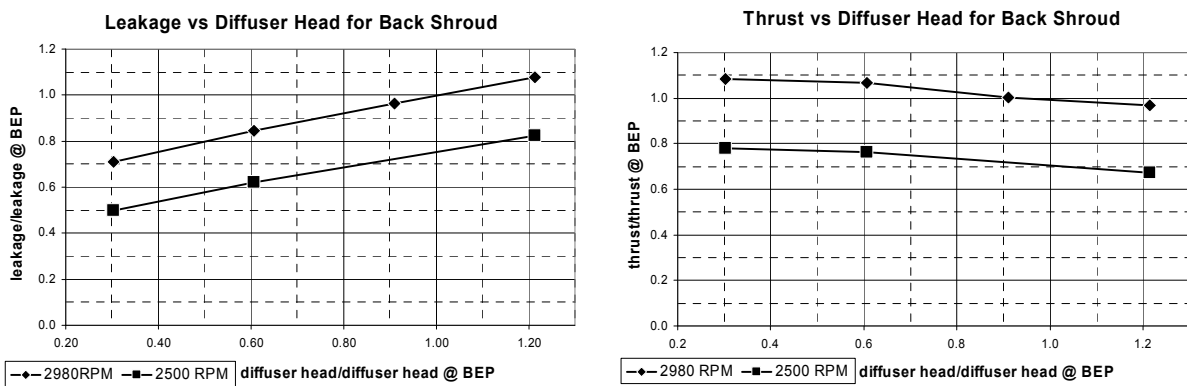 Leakage vs Diffuser Head for Back Shroud
leakage/leakage @ BEP
1.2
1.0
0.8
0.6
0.4
0.2
0.0
0.20 0.40 0.60 0.80 1.00 1.20
2980RPM 2500 RPM diffuser head/diffuser head @ BEP
Thrust vs Diffuser Head for Back Shroud
thrust/thrust @ BEP
1.2
1.0
0.8
0.6
0.4
0.2
0.0
0.2 0.4 0.6 0.8 1.0 1.2
2980 RPM 2500 RPM diffuser head/diffuser head @ BEP